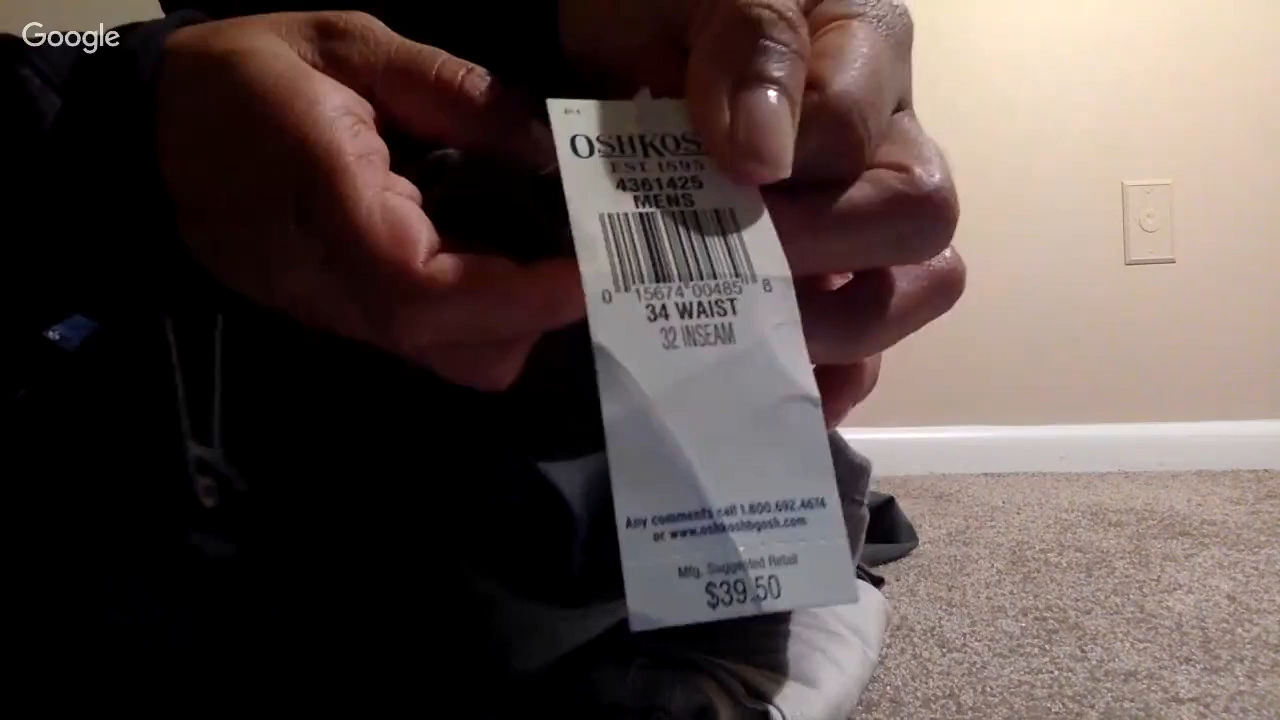 Google
OSHKOS
EST 1895
4361425
MENS
0 15674 00485 8
34 WAIST
32 INSEAM
Any comments call 1.800.692.4674
or www.oshkoshbgosh.com
Mfg. Suggested Retail
$39.50